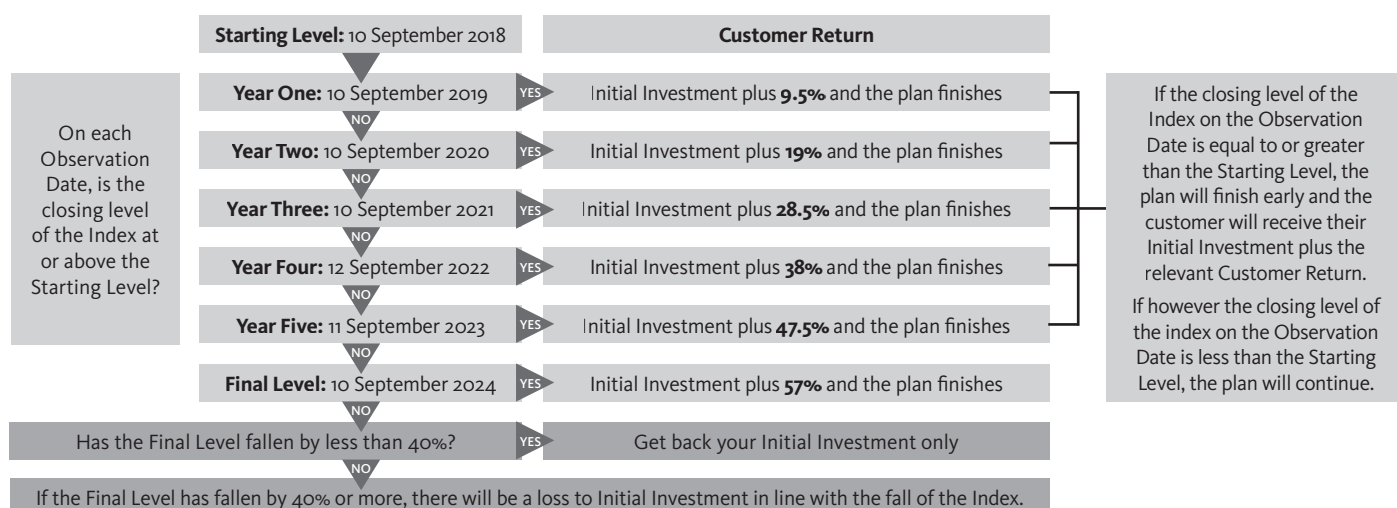 Starting Level: 10 September 2018
Customer Return
On each
Observation
Date, is the
closing level
of the Index at
or above the
Starting Level?
Year One: 10 September 2019
YES
Initial Investment plus 9.5% and the plan finishes
NO
Year Two: 10 September 2020
YES
Initial Investment plus 19% and the plan finishes
NO
Year Three: 10 September 2021
YES
Initial Investment plus 28.5% and the plan finishes
NO
Year Four: 12 September 2022
YES
Initial Investment plus 38% and the plan finishes
NO
Year Five: 11 September 2023
YES
Initial Investment plus 47.5% and the plan finishes
NO
Final Level: 10 September 2024
YES
Initial Investment plus 57% and the plan finishes
NO
Has the Final Level fallen by less than 40%?
YES
Get back your Initial Investment only
NO
If the Final Level has fallen by 40% or more, there will be a loss to Initial Investment in line with the fall of the Index.
If the closing level of the
Index on the Observation
Date is equal to or greater
than the Starting Level, the
plan will finish early and the
customer will receive their
Initial Investment plus the
relevant Customer Return.
If however the closing level of
the index on the Observation
Date is less than the Starting
Level, the plan will continue.